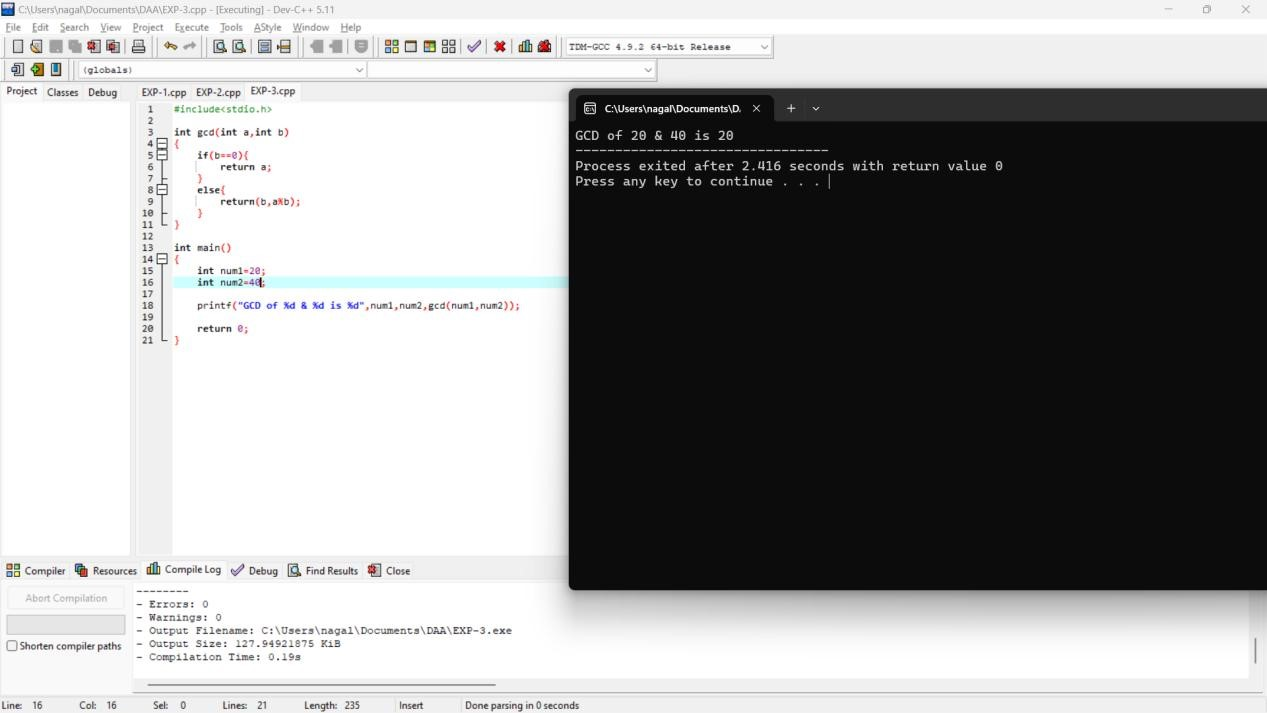 C:\Users\nagal\Documents\DAA\EXP-3.cpp - [Executing] - Dev-C++ 5.11
File Edit Search View Project Execute Tools AStyle Window Help
TDM-GCC 4.9.2 64-bit Release
(globals)
Project Classes Debug
EXP-1.cpp EXP-2.cpp EXP-3.cpp
1 #include<stdio.h>
2
3 int gcd(int a,int b)
4 {
5 if(b==0){
6 return a;
7 }
8 else{
9 return(b,a%b);
10 }
11 }
12
13 int main()
14 {
15 int num1=20;
16 int num2=40;
17
18 printf("GCD of %d & %d is %d",num1,num2,gcd(num1,num2));
19
20 return 0;
21 }
C:\Users\nagal\Documents\D.
GCD of 20 & 40 is 20
--------------------------------
Process exited after 2.416 seconds with return value 0
Press any key to continue . . .
Compiler Resources Compile Log Debug Find Results Close
Abort Compilation
Shorten compiler paths
--------
- Errors: 0
- Warnings: 0
- Output Filename: C:\Users\nagal\Documents\DAA\EXP-3.exe
- Output Size: 127.94921875 KiB
- Compilation Time: 0.19s
Line: 16 Col: 16 Sel: 0 Lines: 21 Length: 235 Insert Done parsing in 0 seconds